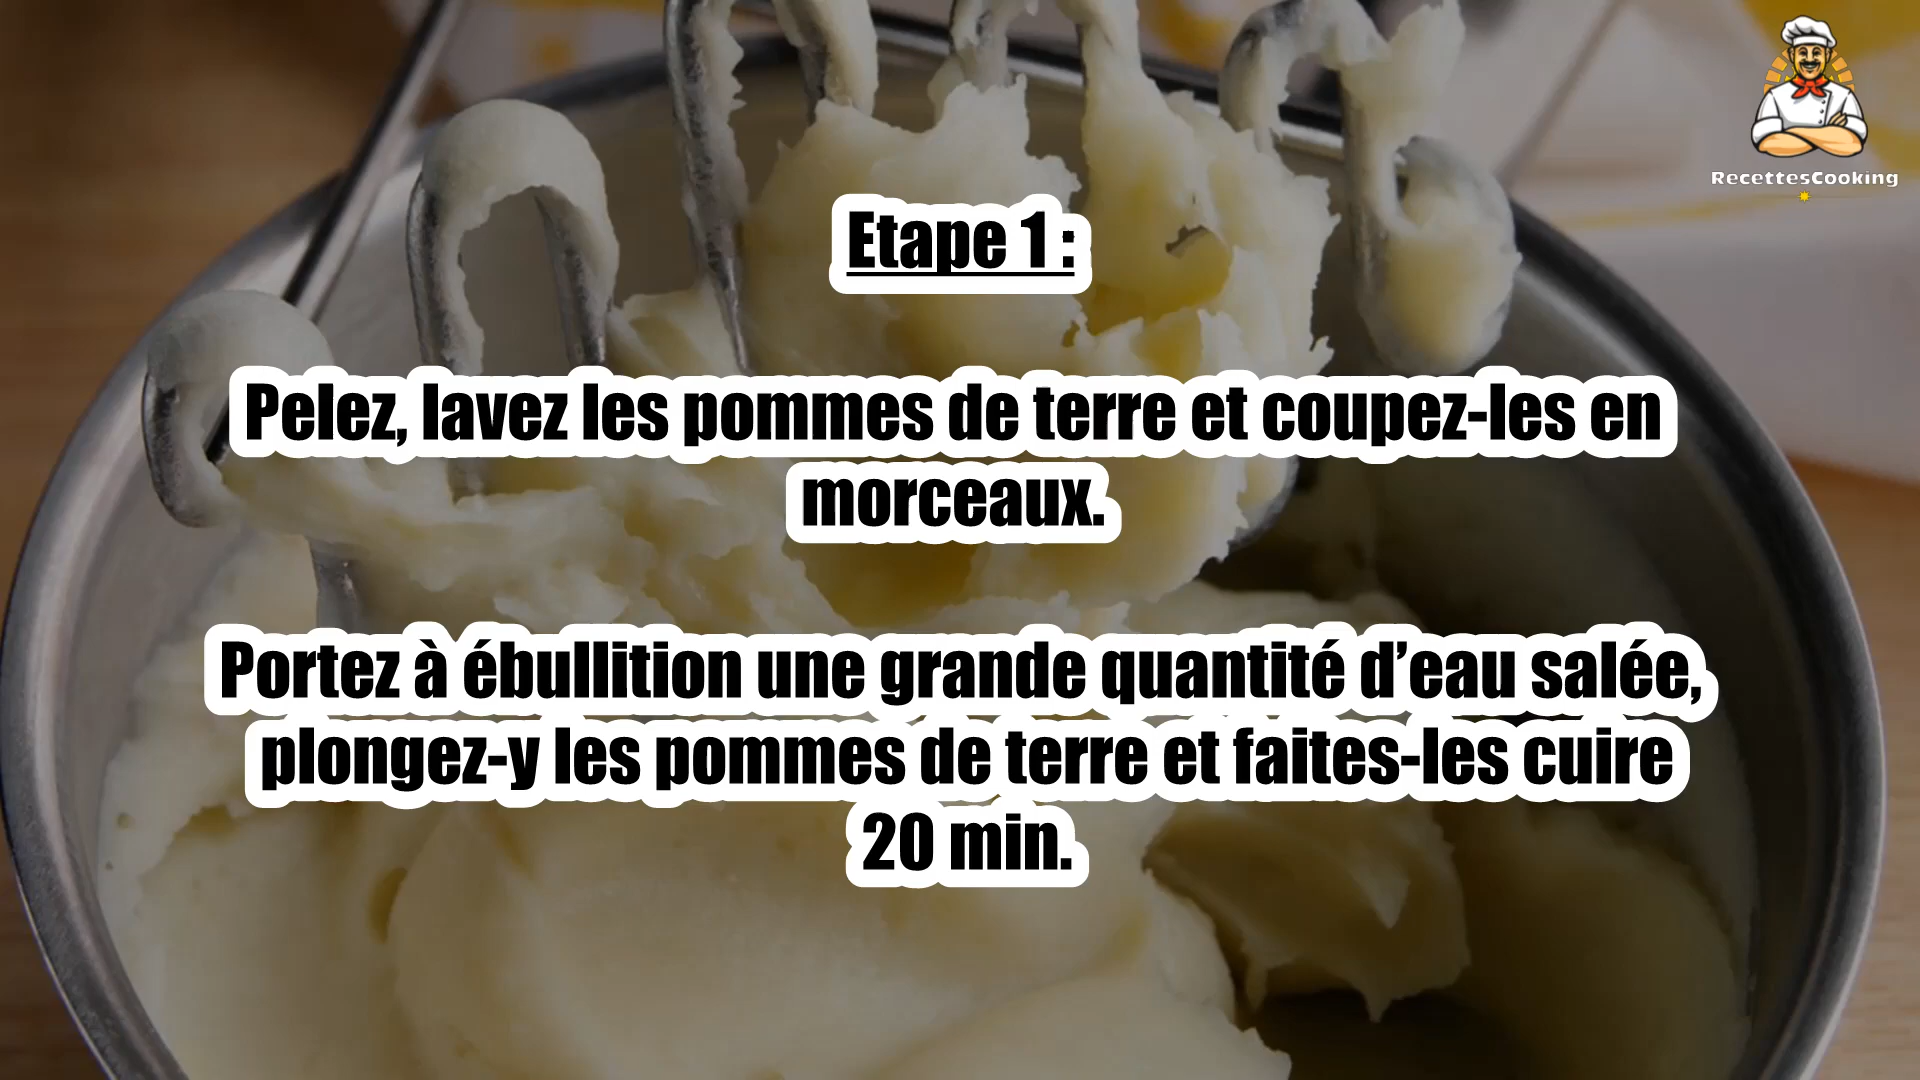 RecettesCooking
Etape 1 :
Pelez, lavez les pommes de terre et coupez-les en
morceaux.
Portez à ébullition une grande quantité d’eau salée,
plongez-y les pommes de terre et faites-les cuire
20 min.